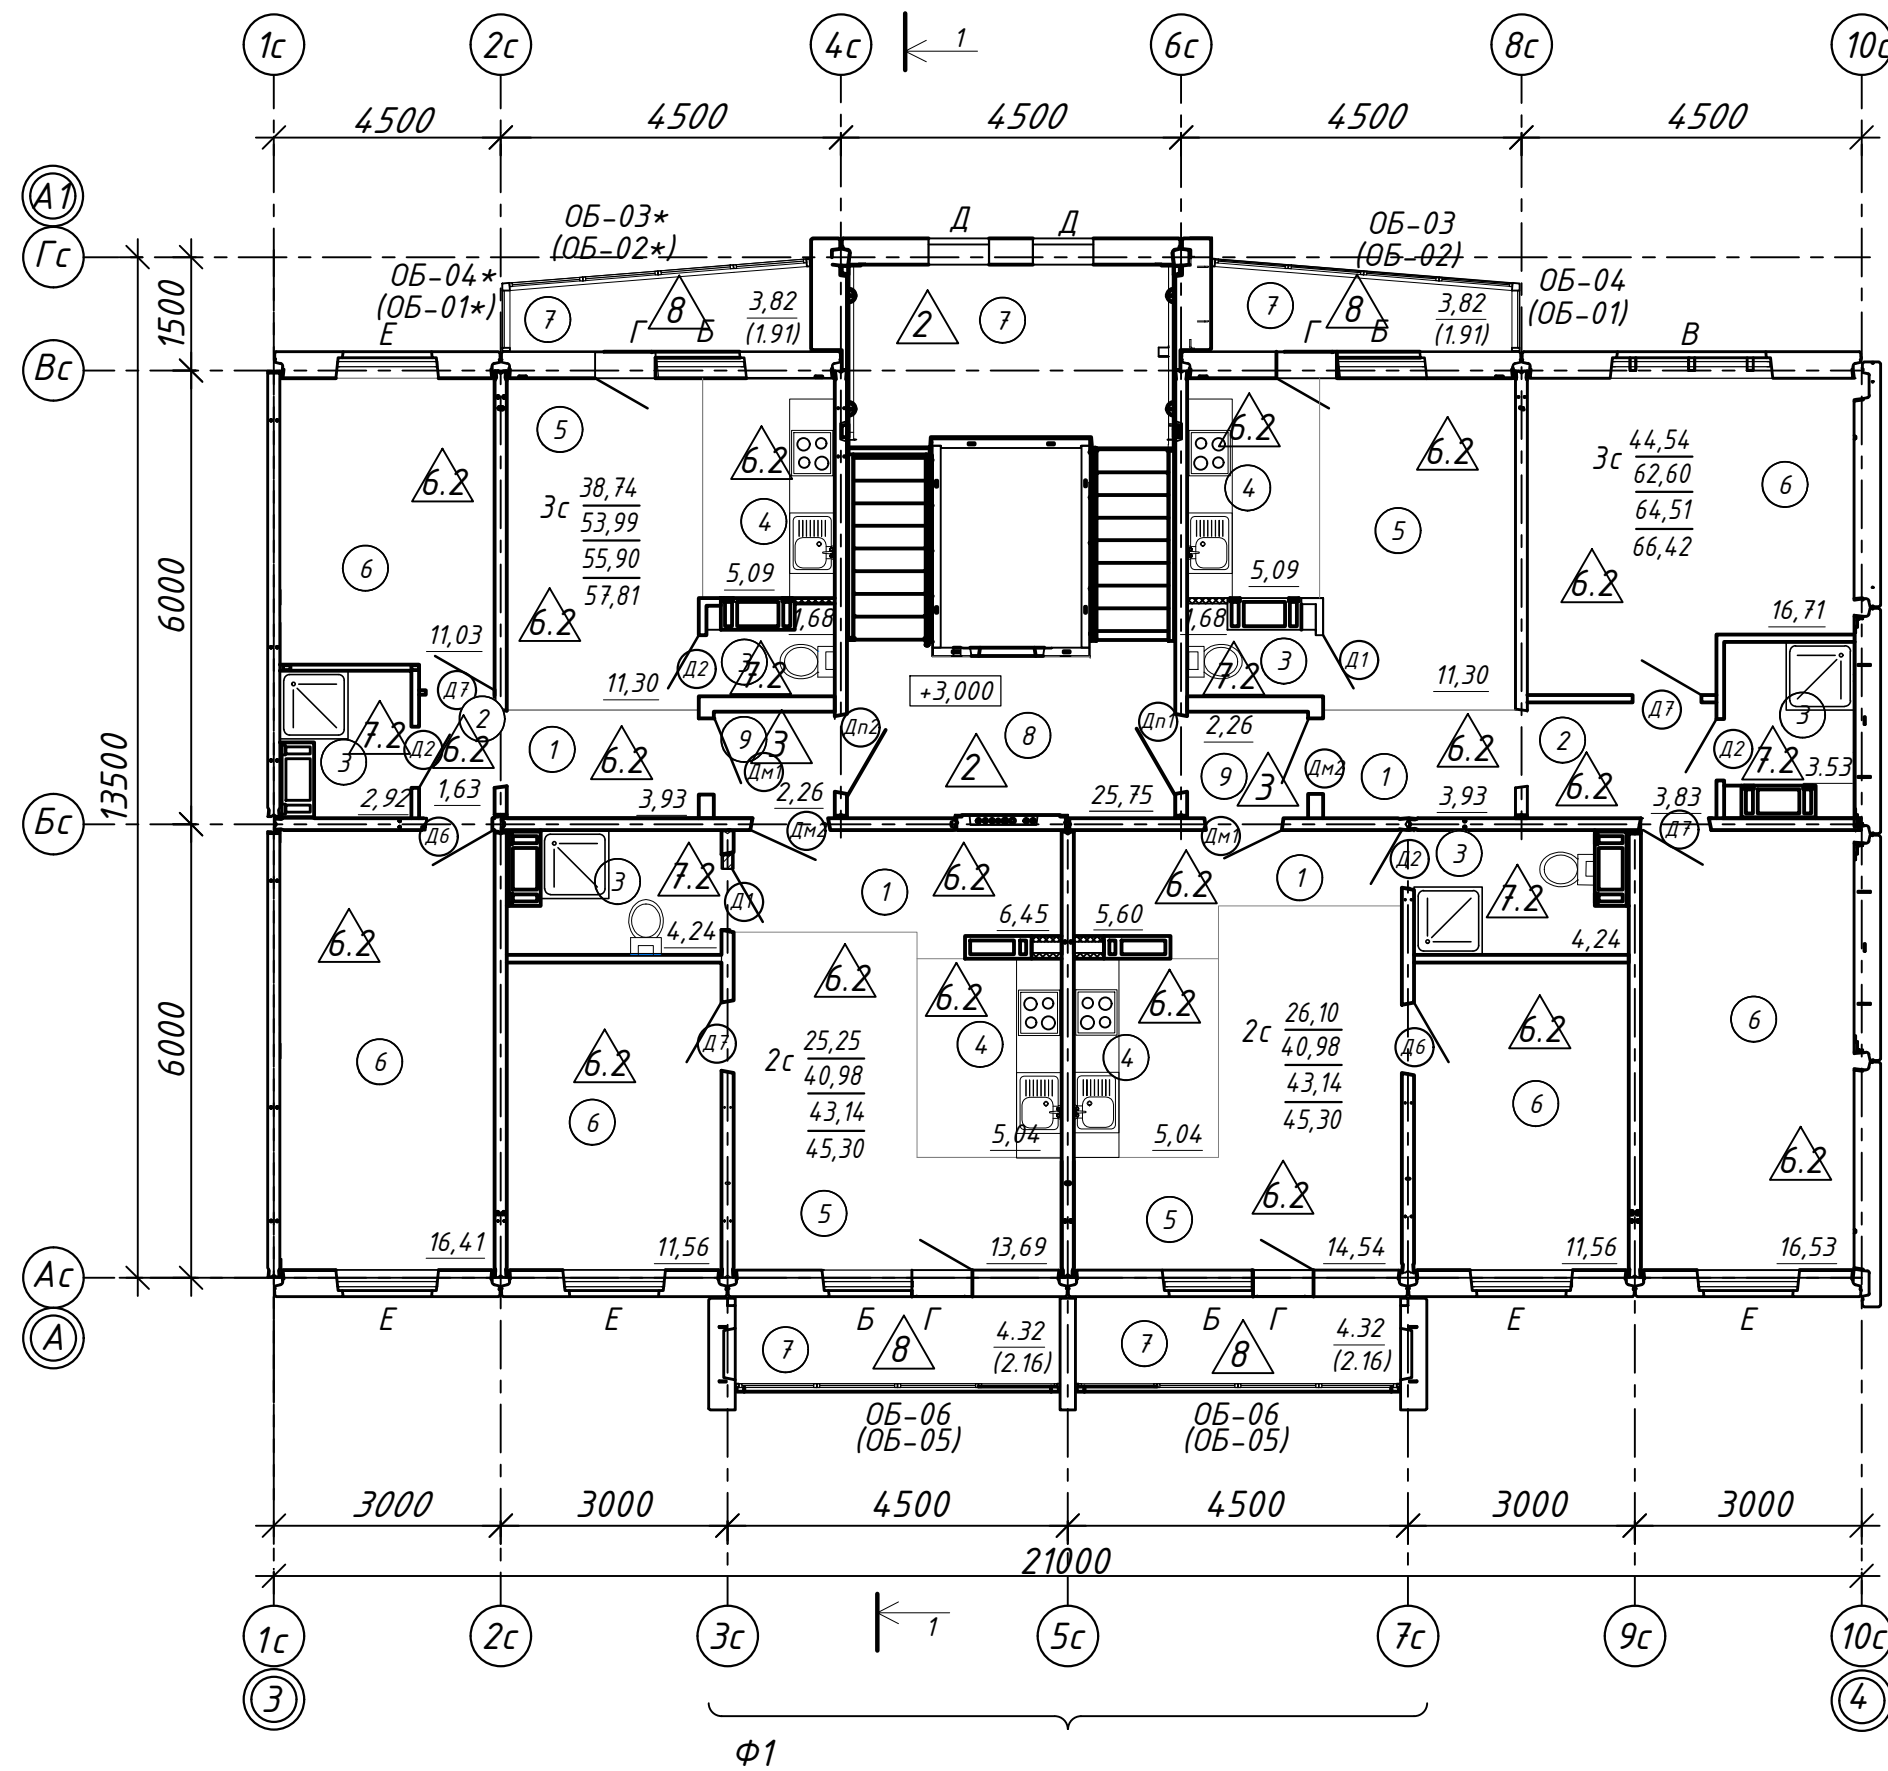 1с 2с 4с 1 6с 8с 10с
4500 4500 4500 4500 4500
А1
Гс
ОБ-03*
(ОБ-02*)
ОБ-04*
(ОБ-01*)
Е
Д Д
ОБ-03
(ОБ-02)
ОБ-04
(ОБ-01)
В
1500
7 8 3,82
(1.91)
Г Б
2 7
7 8 3,82
(1.91)
Г Б
Вс
5 6.2 6.2 6.2 6.2
3с 38,74
53,99
55,90
57,81
4 4 5
3с 44,54
62,60
64,51
66,42
6
6000
6 6.2 5,09 5,09 6.2
11,03 1,68 1,68 16,71
Д7 11,30 Д2 3 7.2 7.2 3 Д1 11,30 Д7
+3,000
2 3
7.2 Д2 6.2 1 6.2 9 3 Дп2 8 Дп1 2,26 6.2 2 Д2 7.2 3.53
3 Дм1 2 9 3 Дм2 1 6.2
2,92 1,63 3,93 2,26 25,75 3,93 3,83
13500
Бс
Д6 Дм2 Дм1 Д2 3 Д7
3 7.2 1 6.2 6.2 1 7.2
Д1
4,24 6,45 5,60 4,24
6.2 6.2 6.2 6.2
6000
6 6.2 Д7
2с 25,25
40,98
43,14
45,30
4 4
2с 26,10
40,98
43,14
45,30
Д6 6.2 6
6 5,04 5,04 6
5 5 6.2 6.2
16,41 11,56 13,69 14,54 11,56 16,53
Ас
А
Е Е Б Г Б Г Е Е
7 8 4.32
(2.16)
7 8 4.32
(2.16)
ОБ-06
(ОБ-05)
ОБ-06
(ОБ-05)
3000 3000 4500 4500 3000 3000
21000
1
1с 2с 3с 5с 7с 9с 10с
3 4
Ф1